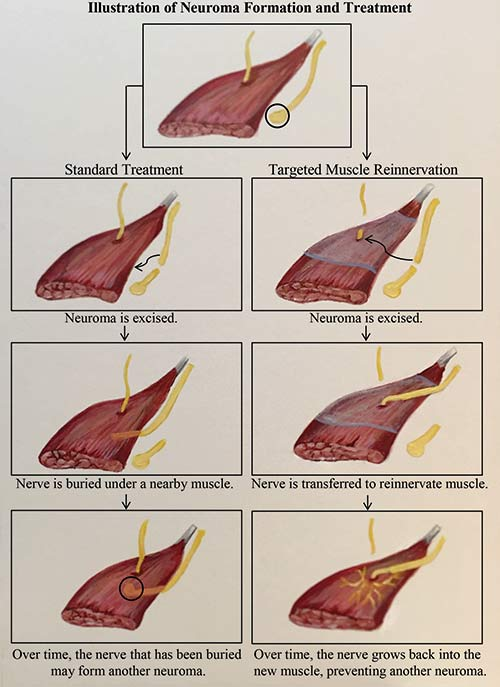 Illustration of Neuroma Formation and Treatment
Standard Treatment
Targeted Muscle Reinnervation
Neuroma is excised.
Neuroma is excised.
Nerve is buried under a nearby muscle.
Nerve is transferred to reinnervate muscle.
Over time, the nerve that has been buried
may form another neuroma.
Over time, the nerve grows back into the
new muscle, preventing another neuroma.